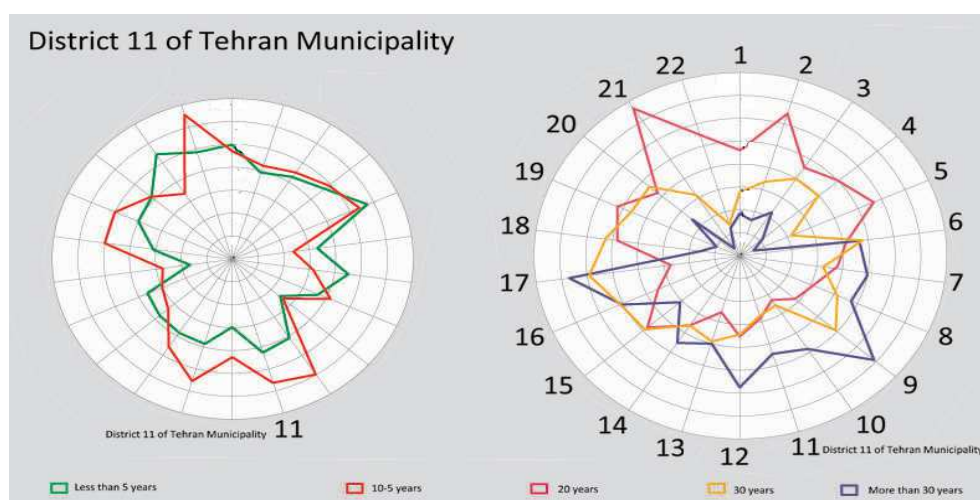 District 11 of Tehran Municipality
1
2
3
4
5
6
7
8
9
10
11
12
13
14
15
16
17
18
19
20
21
22
District 11 of Tehran Municipality 11
District 11 of Tehran Municipality
Less than 5 years
10-5 years
20 years
30 years
More than 30 years